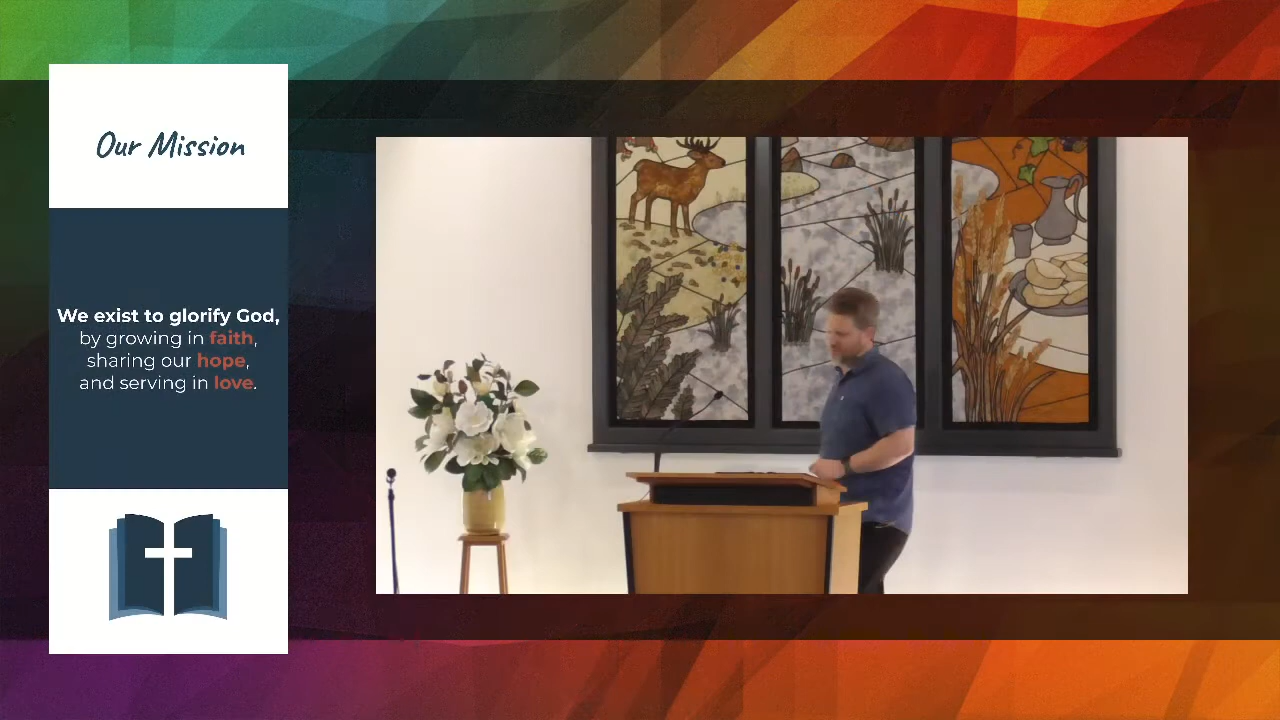 Our Mission
We exist to glorify God,
by growing in faith,
sharing our hope,
and serving in love.